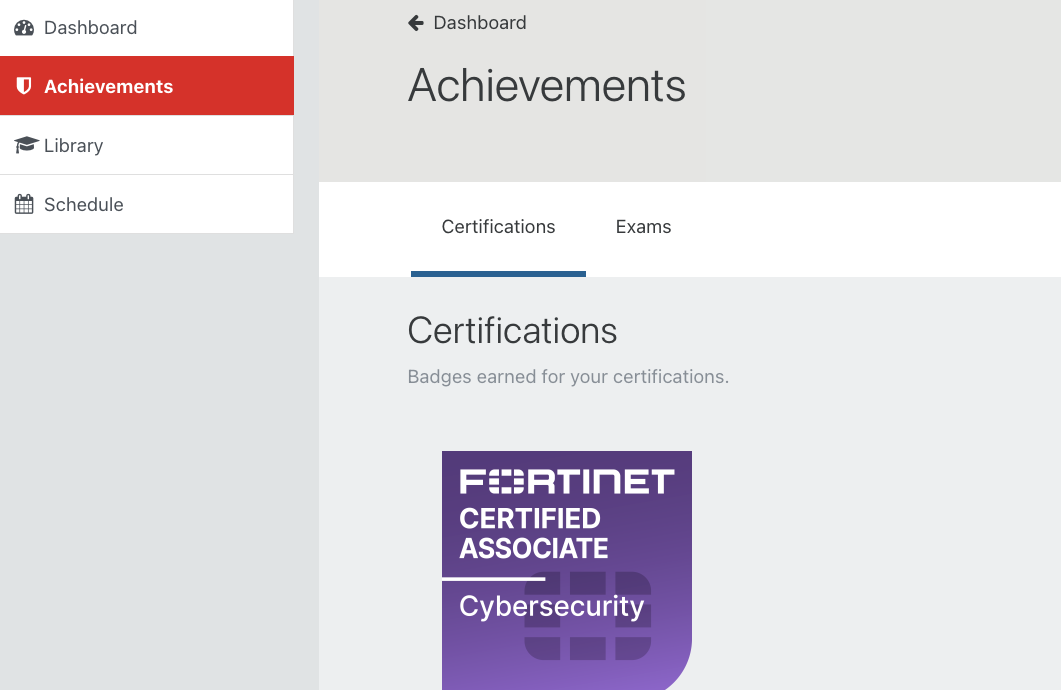 Dashboard
Achievements
Library
Schedule
Dashboard
Achievements
Certifications
Exams
Certifications
Badges earned for your certifications.
FORTINET
CERTIFIED
ASSOCIATE
Cybersecurity